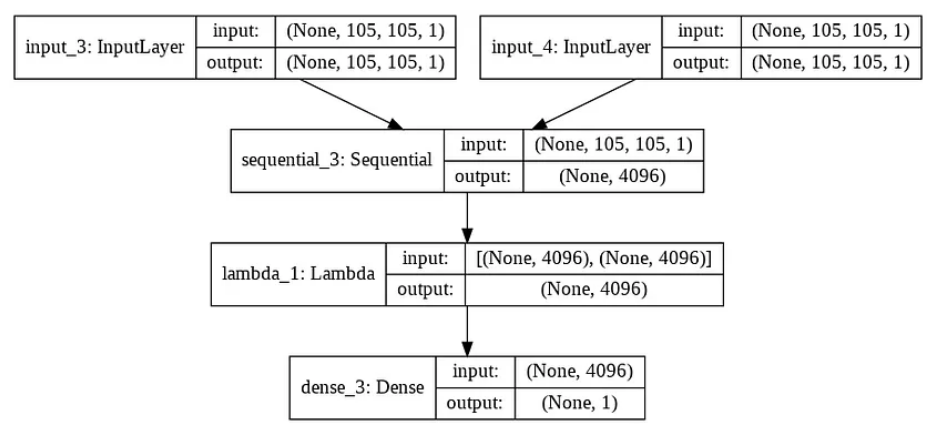 input_3: InputLayer
input: (None, 105, 105, 1)
output: (None, 105, 105, 1)
input_4: InputLayer
input: (None, 105, 105, 1)
output: (None, 105, 105, 1)
sequential_3: Sequential
input: (None, 105, 105, 1)
output: (None, 4096)
lambda_1: Lambda
input: [(None, 4096), (None, 4096)]
output: (None, 4096)
dense_3: Dense
input: (None, 4096)
output: (None, 1)